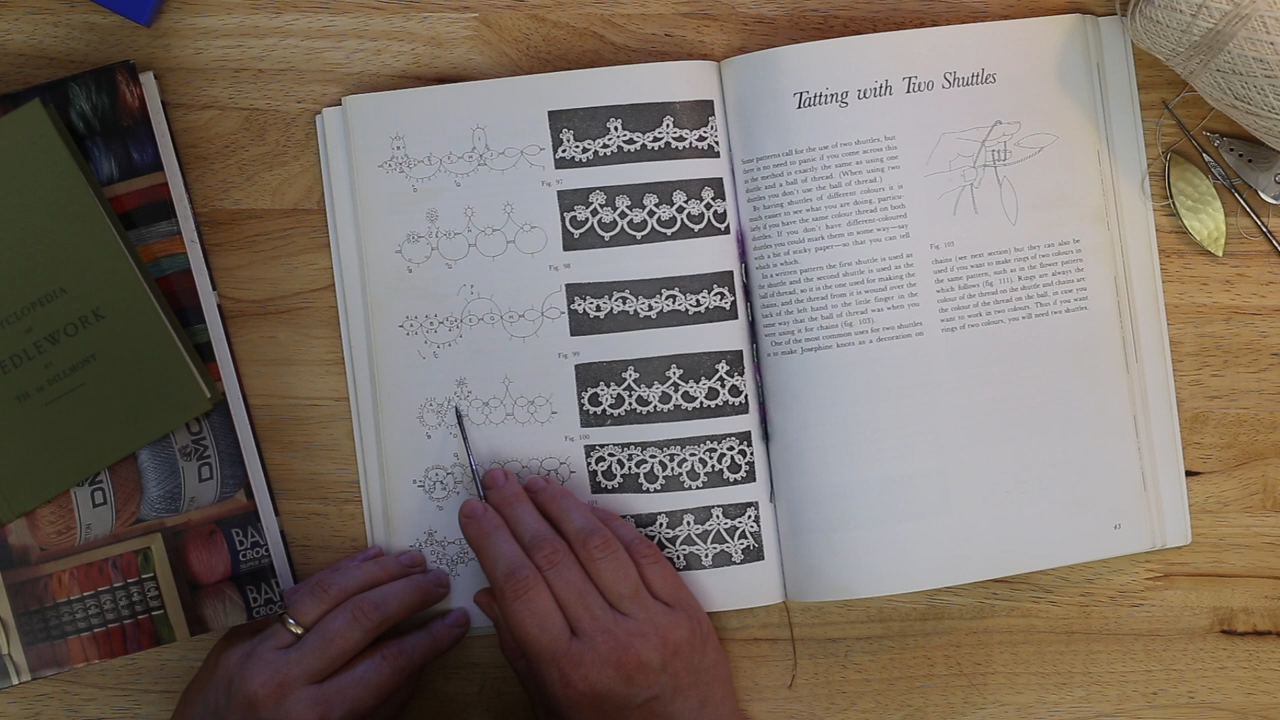 CYCLOPEDIA
OF
EDLEWORK
BY
TH. de DILLMONT
DMC
DM
BAR
CROC
SUPER
BAR
CROC
Fig. 97
Fig. 98
Fig. 99
Fig. 100
101
Tatting with Two Shuttles
Some patterns call for the use of two shuttles, but
there is no need to panic if you come across this
as the method is exactly the same as using one
shuttle and a ball of thread. (When using two
shuttles you don't use the ball of thread.)
By having shuttles of different colours it is
much easier to see what you are doing, particu-
larly if you have the same colour thread on both
shuttles. If you don't have different-coloured
shuttles you could mark them in some way—say
with a bit of sticky paper—so that you can tell
which is which.
In a written pattern the first shuttle is used as
the shuttle and the second shuttle is used as the
ball of thread, so it is the one used for making the
chains, and the thread from it is wound over the
back of the left hand to the little finger in the
same way that the ball of thread was when you
were using it for chains (fig. 103).
One of the most common uses for two shuttles
is to make Josephine knots as a decoration on
Fig. 103
chains (see next section) but they can also be
used if you want to make rings of two colours in
the same pattern, such as in the flower pattern
which follows (fig. 111). Rings are always the
colour of the thread on the shuttle and chains are
the colour of the thread on the ball, in case you
want to work in two colours. Thus if you want
rings of two colours, you will need two shuttles.
43